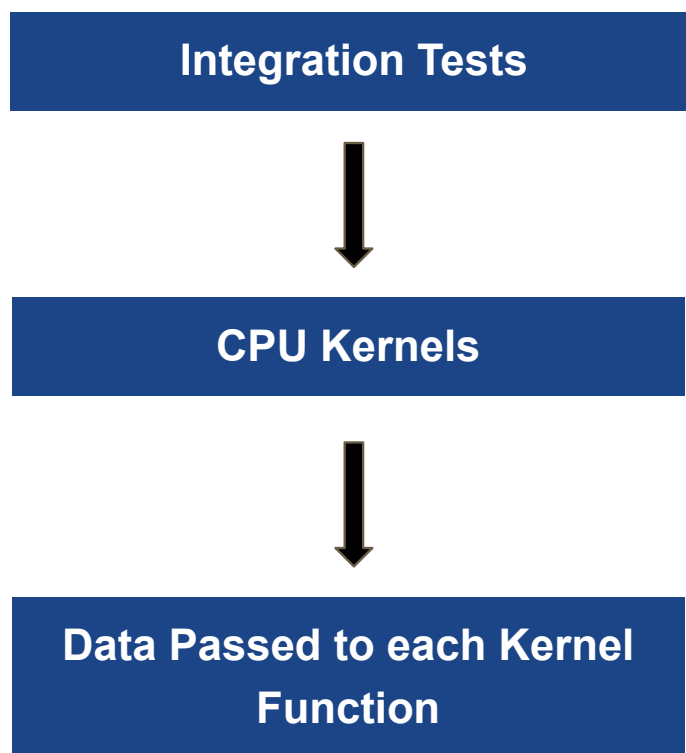 Integration Tests
CPU Kernels
Data Passed to each Kernel
Function